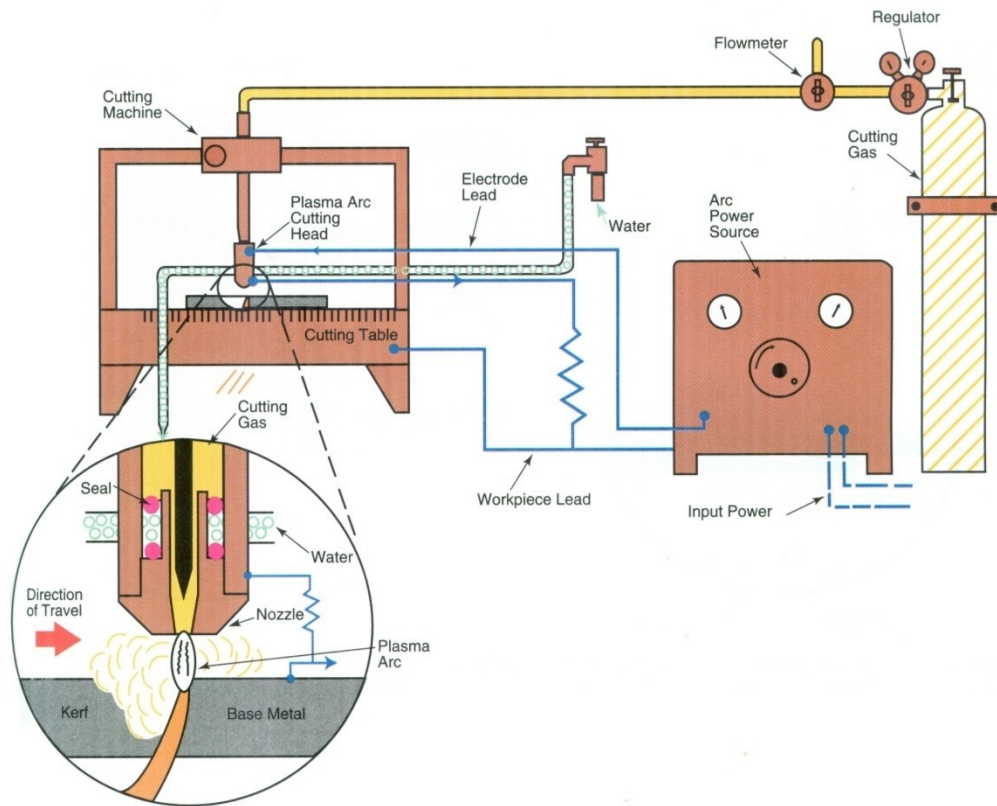 Regulator
Flowmeter
Cutting
Machine
Cutting
Gas
Electrode
Lead
Plasma Arc
Cutting
Head
Water
Arc
Power
Source
Cutting Table
Cutting
Gas
Seal
Workpiece Lead
Input Power
Water
Direction
of Travel
Nozzle
Plasma
Arc
Kerf
Base Metal